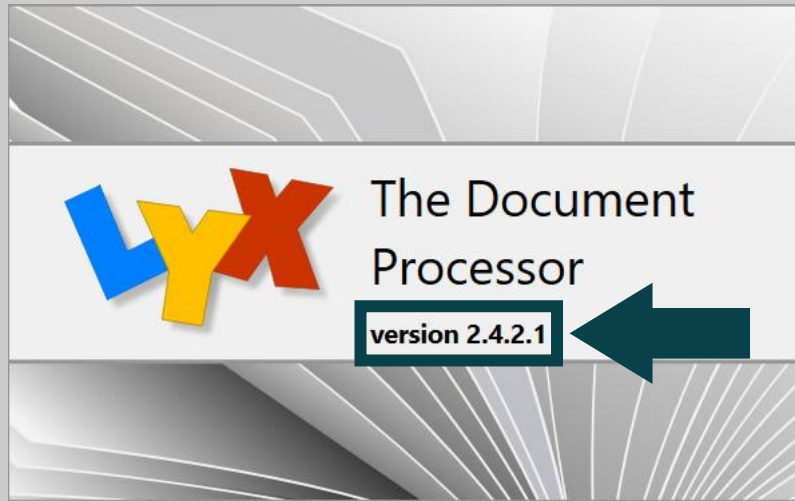 LYX
The Document
Processor
version 2.4.2.1